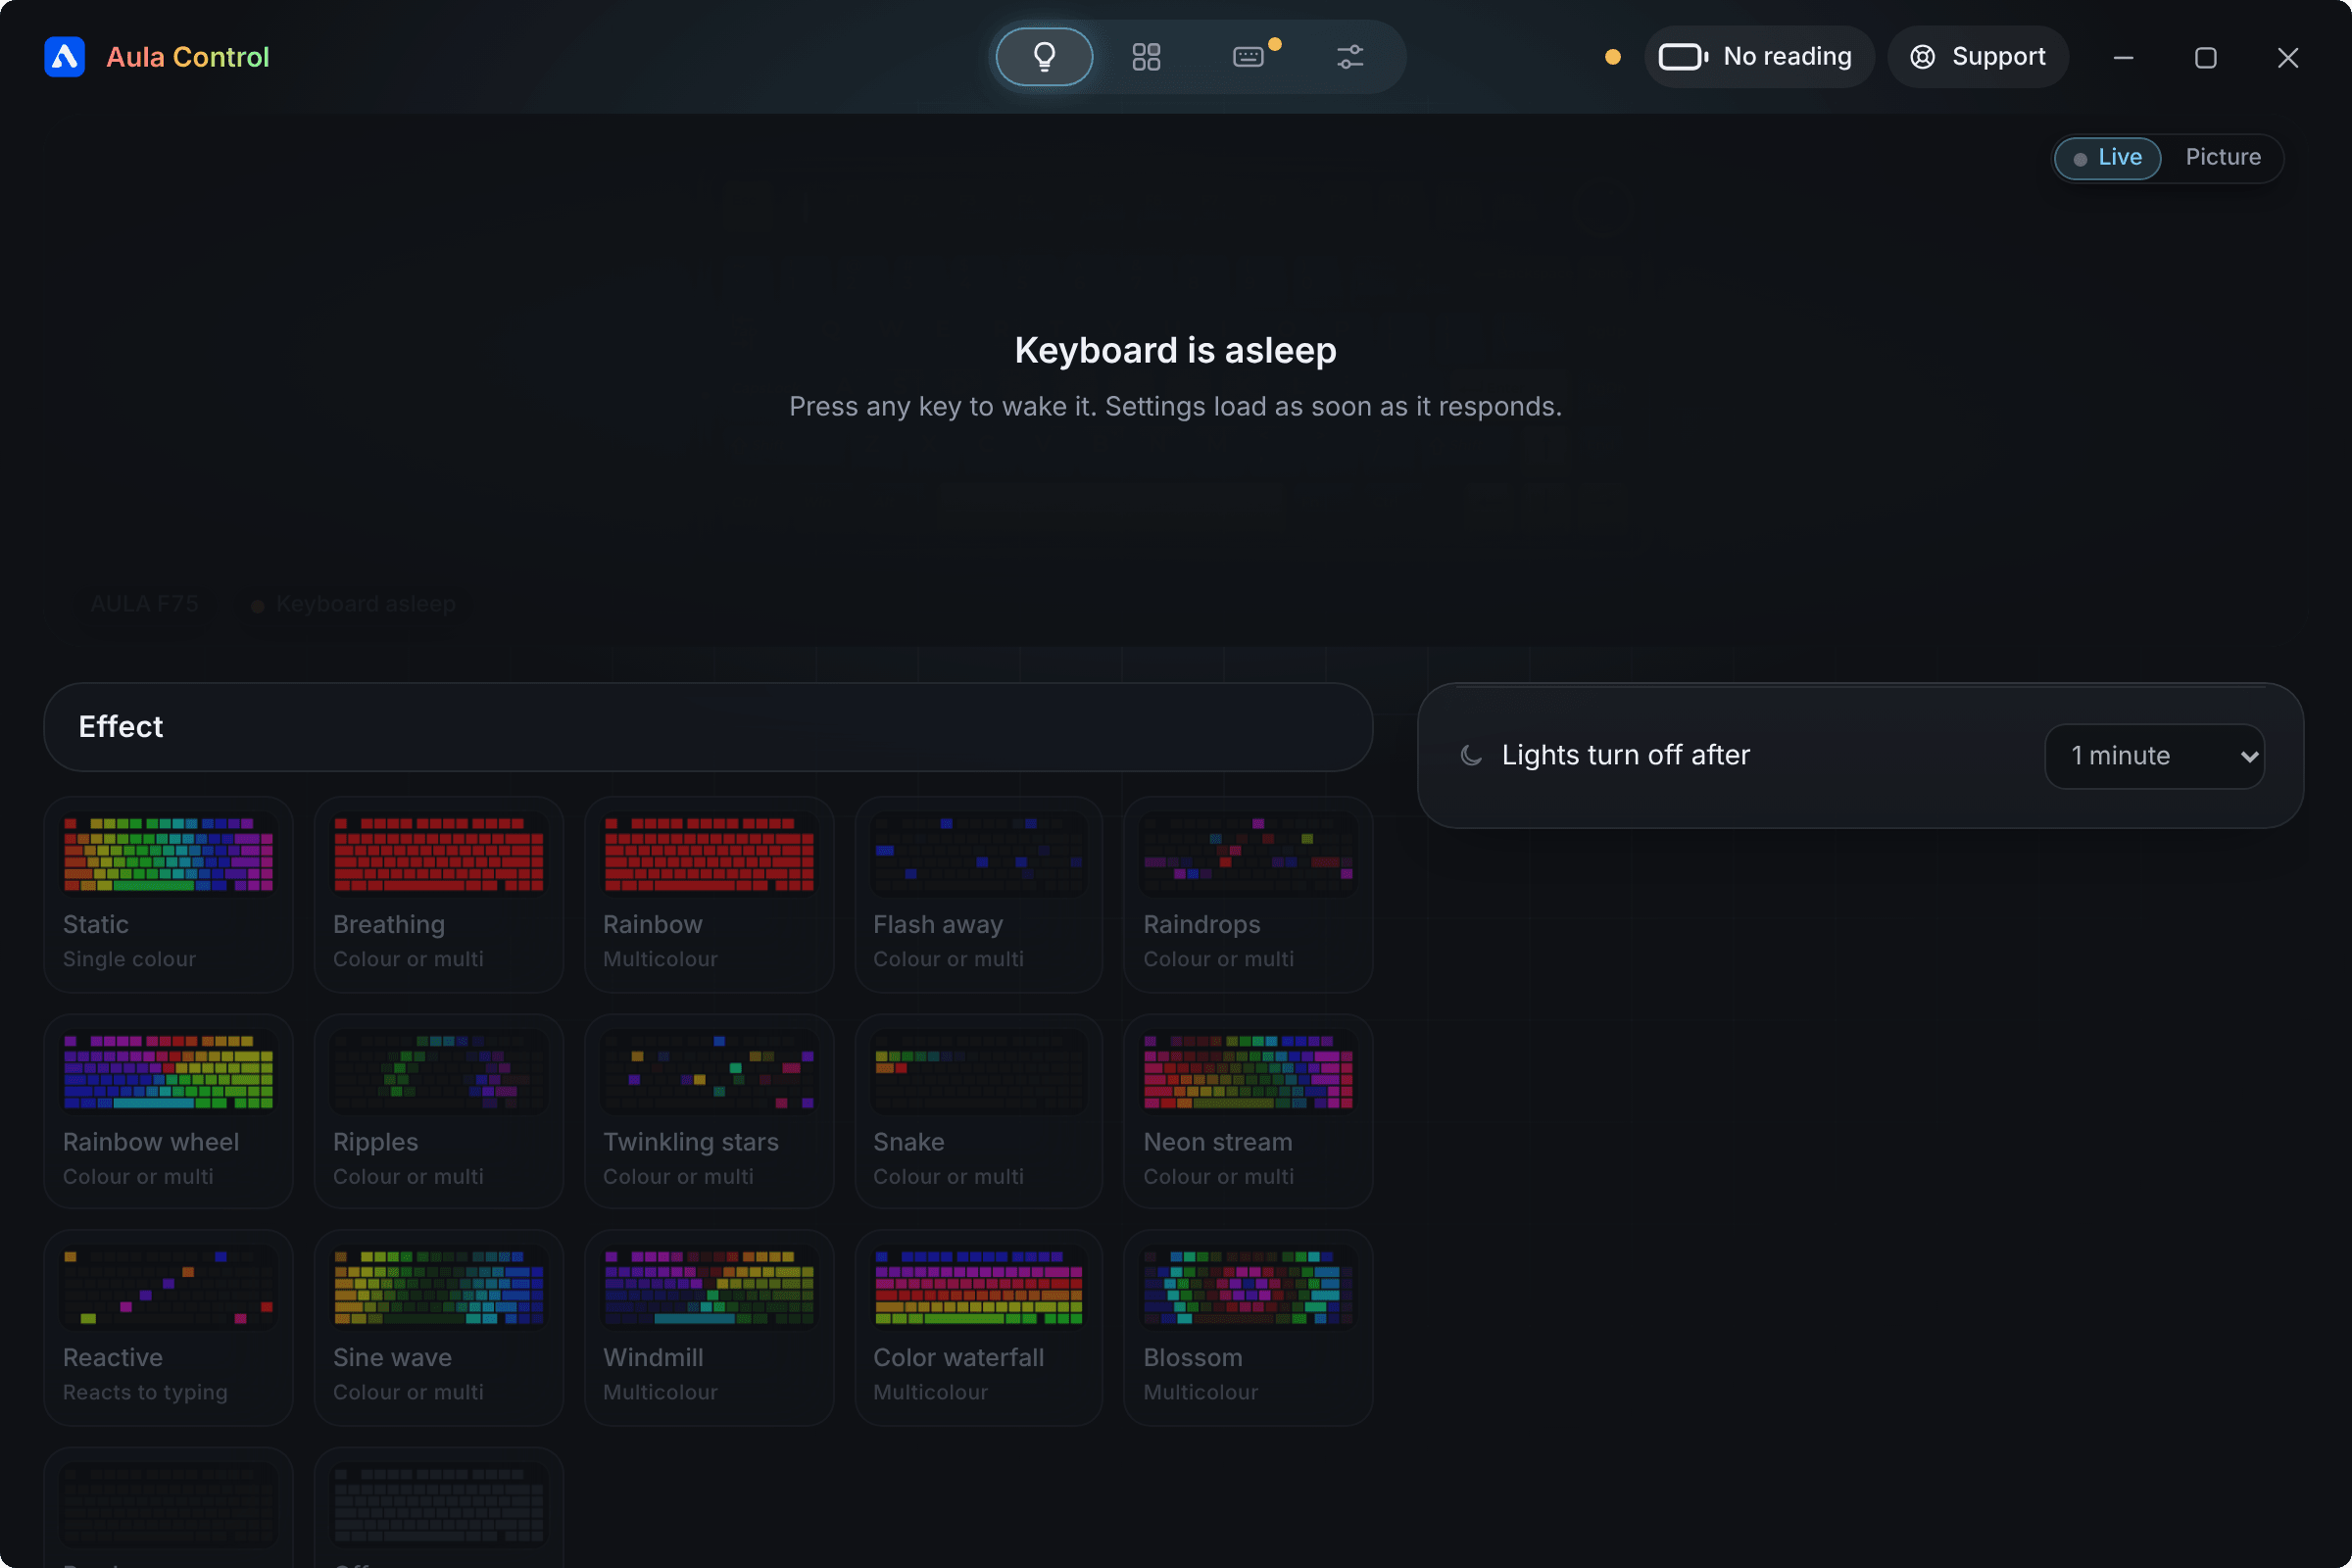 Aula Control
No reading
Support
Live
Picture
Keyboard is asleep
Press any key to wake it. Settings load as soon as it responds.
AULA F75
Keyboard asleep
Effect
Lights turn off after
1 minute
Static
Single colour
Breathing
Colour or multi
Rainbow
Multicolour
Flash away
Colour or multi
Raindrops
Colour or multi
Rainbow wheel
Colour or multi
Ripples
Colour or multi
Twinkling stars
Colour or multi
Snake
Colour or multi
Neon stream
Colour or multi
Reactive
Reacts to typing
Sine wave
Colour or multi
Windmill
Multicolour
Color waterfall
Multicolour
Blossom
Multicolour